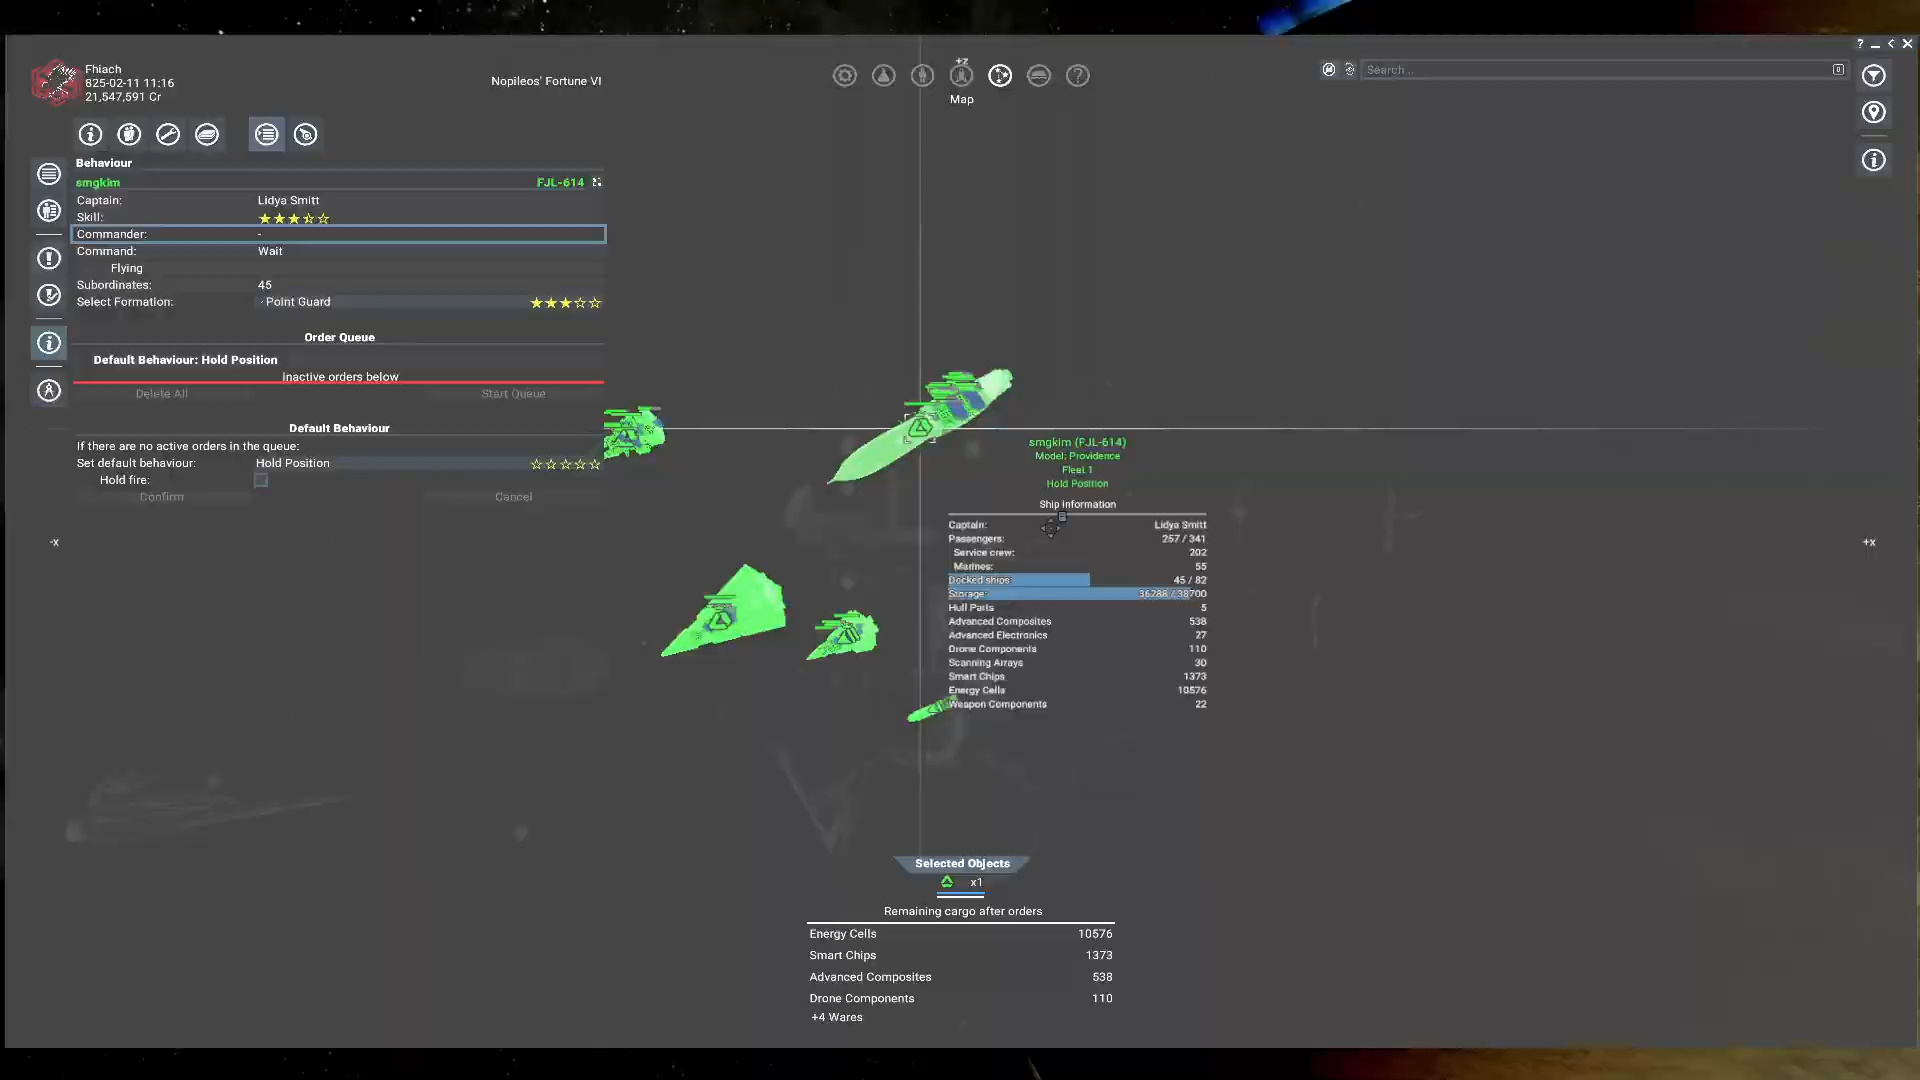 Fhiach
825-02-11 11:16
21,547,591 Cr
Nopileos' Fortune VI
+z
Map
Search...
? _ < X
Behaviour
smgkim FJL-614
Captain: Lidya Smitt
Skill:
Commander: -
Command: Wait
Flying
Subordinates: 45
Select Formation: Point Guard
Order Queue
Default Behaviour: Hold Position
inactive orders below
Delete All Start Queue
Default Behaviour
If there are no active orders in the queue:
Set default behaviour: Hold Position
Hold fire:
Confirm Cancel
-x
+x
smgkim (FJL-614)
Model: Providence
Fleet 1
Hold Position
Ship information
Captain: Lidya Smitt
Passengers: 257 / 341
Service crew: 202
Marines: 55
Docked ships: 45 / 82
Storage: 36288 / 38700
Hull Parts 5
Advanced Composites 538
Advanced Electronics 27
Drone Components 110
Scanning Arrays 30
Smart Chips 1373
Energy Cells 10576
Weapon Components 22
Selected Objects
x1
Remaining cargo after orders
Energy Cells 10576
Smart Chips 1373
Advanced Composites 538
Drone Components 110
+4 Wares